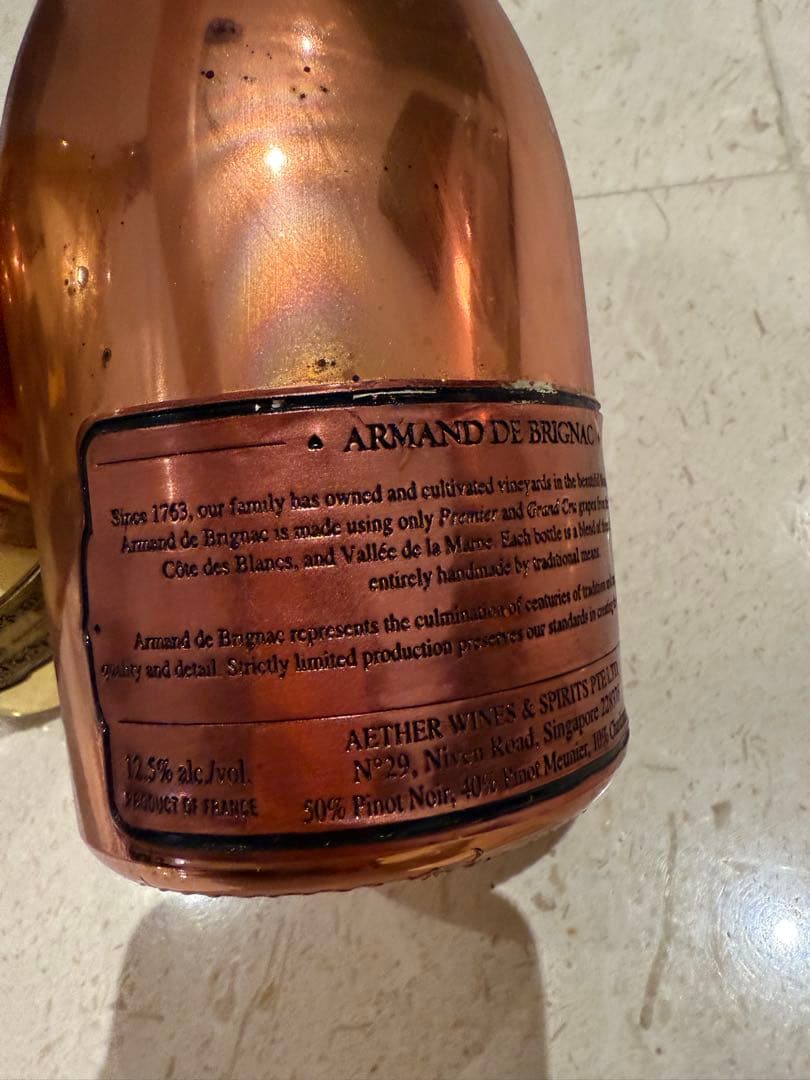 ARMAND DE BRIGNAC
Since 1763, our family has owned and cultivated vineyards in the beautiful
Armand de Brignac is made using only Premier and Grand Cru grapes from the
Côte des Blancs, and Vallée de la Marne. Each bottle is a blend of
entirely handmade by traditional means.
Armand de Brignac represents the culmination of centuries of tradition
quality and detail. Strictly limited production preserves our standards in creating
AETHER WINES & SPIRITS PTE LTD
N°29, Niven Road, Singapore
12.5% alc./vol.
50% Pinot Noir, 40% Pinot Meunier, 10%
PRODUCT OF FRANCE